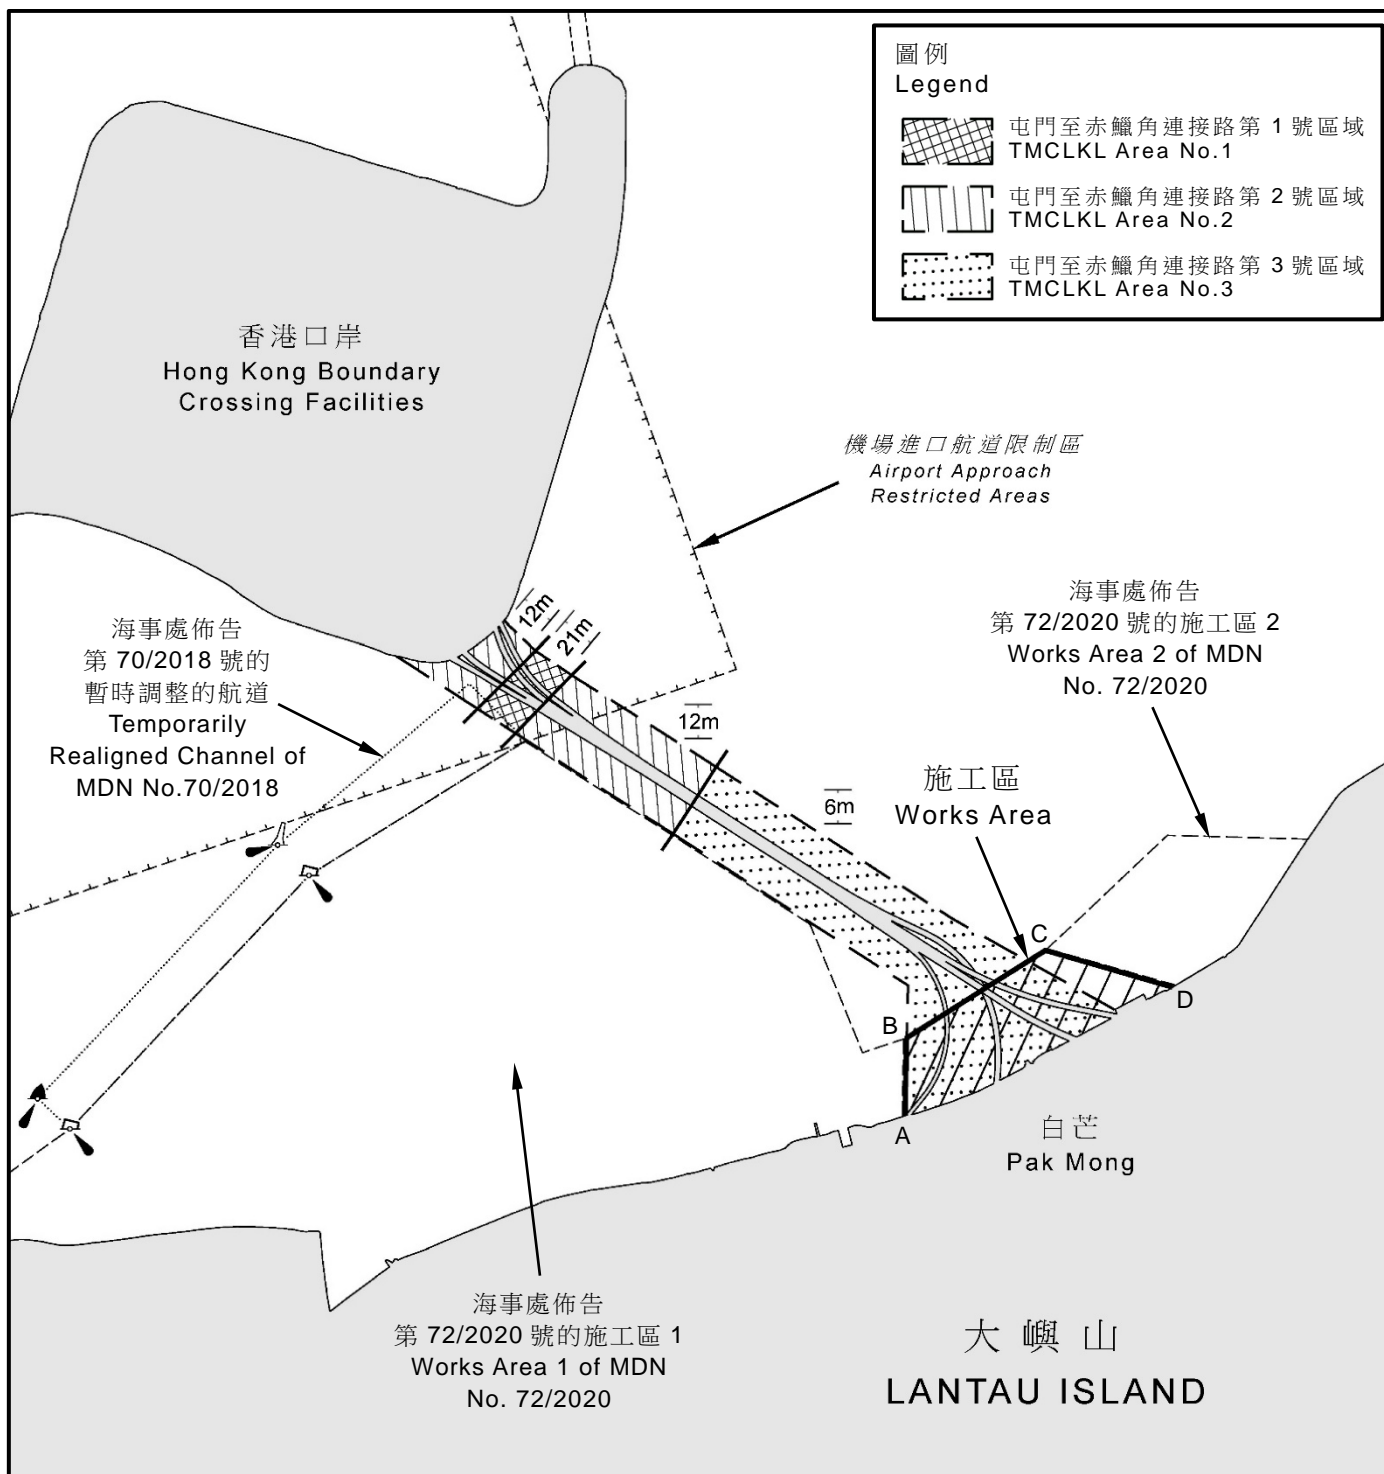 圖例
Legend
屯門至赤鱲角連接路第 1 號區域
TMCLKL Area No.1
屯門至赤鱲角連接路第 2 號區域
TMCLKL Area No.2
屯門至赤鱲角連接路第 3 號區域
TMCLKL Area No.3
香港口岸
Hong Kong Boundary
Crossing Facilities
機場進口航道限制區
Airport Approach
Restricted Areas
海事處佈告
第 72/2020 號的施工區 2
Works Area 2 of MDN
No. 72/2020
海事處佈告
第 70/2018 號的
暫時調整的航道
Temporarily
Realigned Channel of
MDN No.70/2018
12m
21m
12m
6m
施工區
Works Area
C
D
B
A
白芒
Pak Mong
海事處佈告
第 72/2020 號的施工區 1
Works Area 1 of MDN
No. 72/2020
大嶼山
LANTAU ISLAND